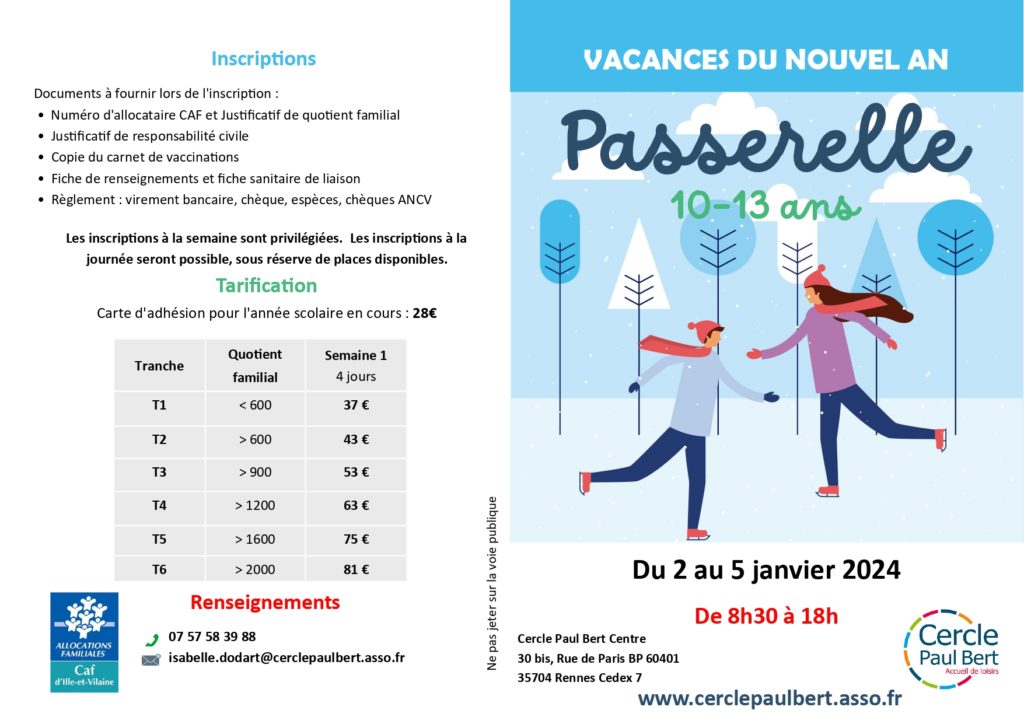 Inscriptions
Documents à fournir lors de l'inscription :
• Numéro d'allocataire CAF et Justificatif de quotient familial
• Justificatif de responsabilité civile
• Copie du carnet de vaccinations
• Fiche de renseignements et fiche sanitaire de liaison
• Règlement : virement bancaire, chèque, espèces, chèques ANCV
Les inscriptions à la semaine sont privilégiées. Les inscriptions à la
journée seront possible, sous réserve de places disponibles.
Tarification
Carte d'adhésion pour l'année scolaire en cours : 28€
Tranche
Quotient
familial
Semaine 1
4 jours
T1 < 600 37 €
T2 > 600 43 €
T3 > 900 53 €
T4 > 1200 63 €
T5 > 1600 75 €
T6 > 2000 81 €
Renseignements
07 57 58 39 88
isabelle.dodart@cerclepaulbert.asso.fr
ALLOCATIONS
FAMILIALES
Caf
d'Ille-et-Vilaine
Ne pas jeter sur la voie publique
VACANCES DU NOUVEL AN
Passerelle
10-13 ans
Du 2 au 5 janvier 2024
De 8h30 à 18h
Cercle Paul Bert Centre
30 bis, Rue de Paris BP 60401
35704 Rennes Cedex 7
Cercle
Paul Bert
Accueil de loisirs
www.cerclepaulbert.asso.fr